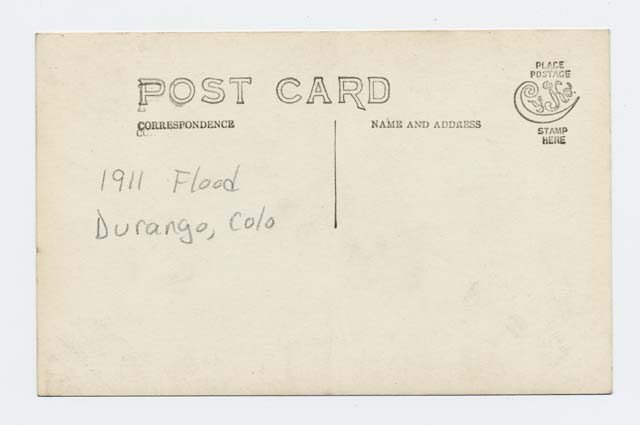 POST CARD
CORRESPONDENCE
NAME AND ADDRESS
PLACE
POSTAGE
STAMP
HERE
1911 Flood
Durango, Colo